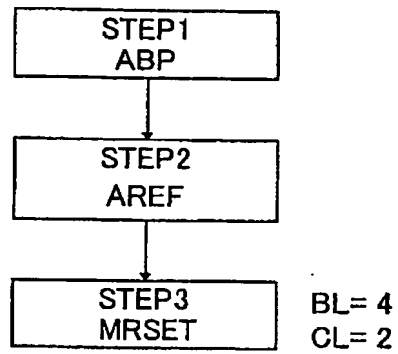 STEP1
ABP
STEP2
AREF
STEP3
MRSET
BL= 4
CL= 2